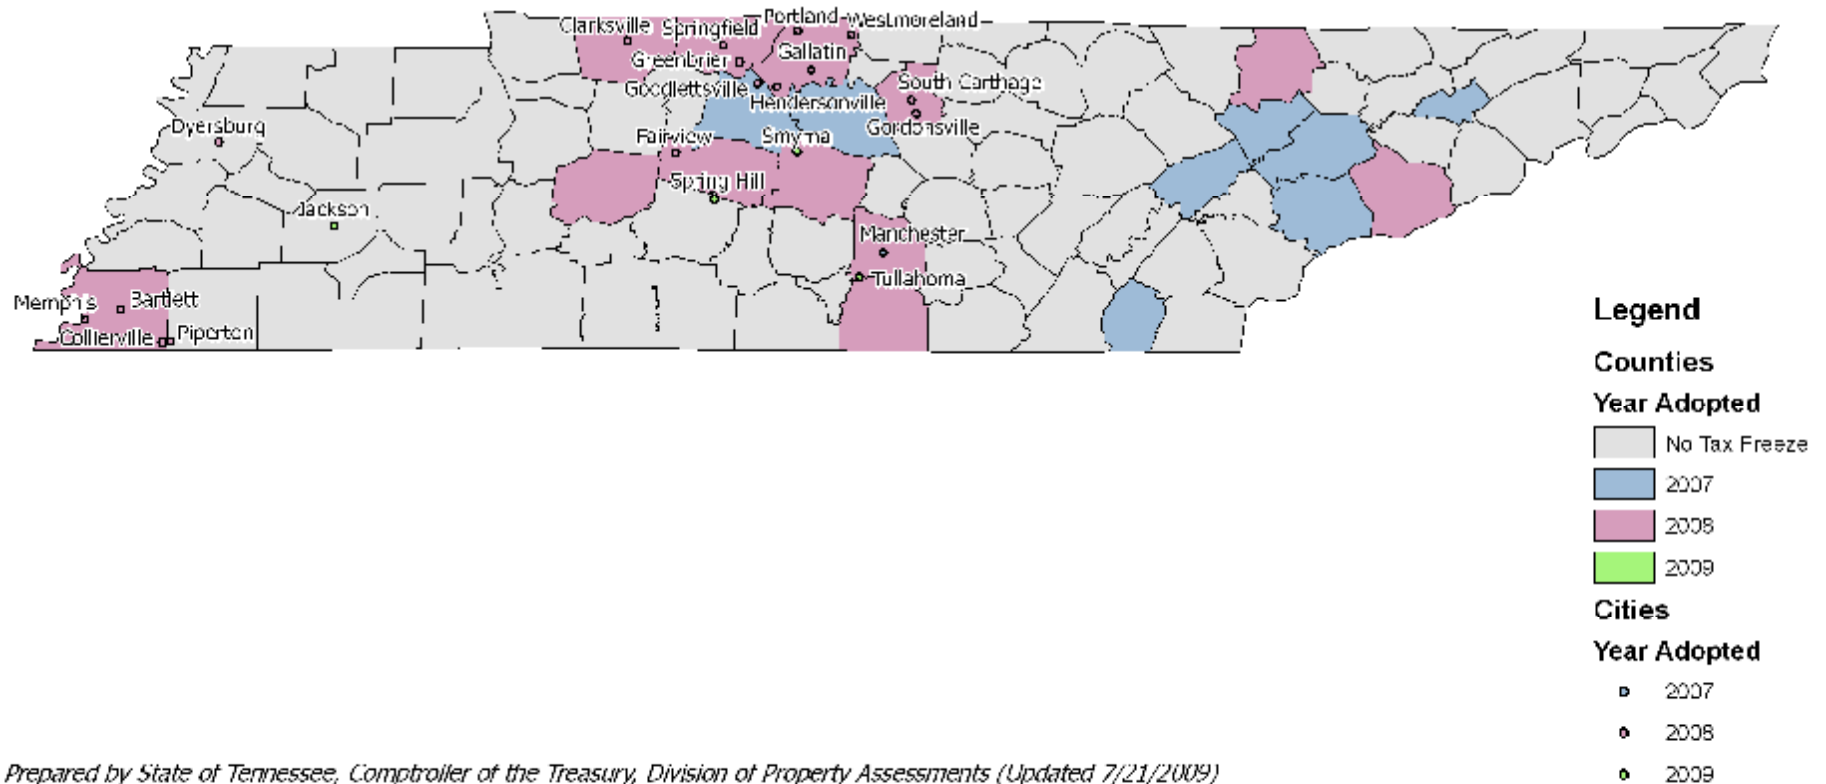 Portland
Westmoreland
Clarksville
Springfield
Gallatin
Greenbrier
Goodlettsville
South Carthage
Hendersonville
Dyersburg
Fairview
Smyrna
Gordonsville
Spring Hill
Jackson
Manchester
Tullahoma
Memphis
Bartlett
Collierville
Piperton
Legend
Counties
Year Adopted
No Tax Freeze
2007
2008
2009
Cities
Year Adopted
2007
2008
2009
Prepared by State of Tennessee, Comptroller of the Treasury, Division of Property Assessments (Updated 7/21/2009)